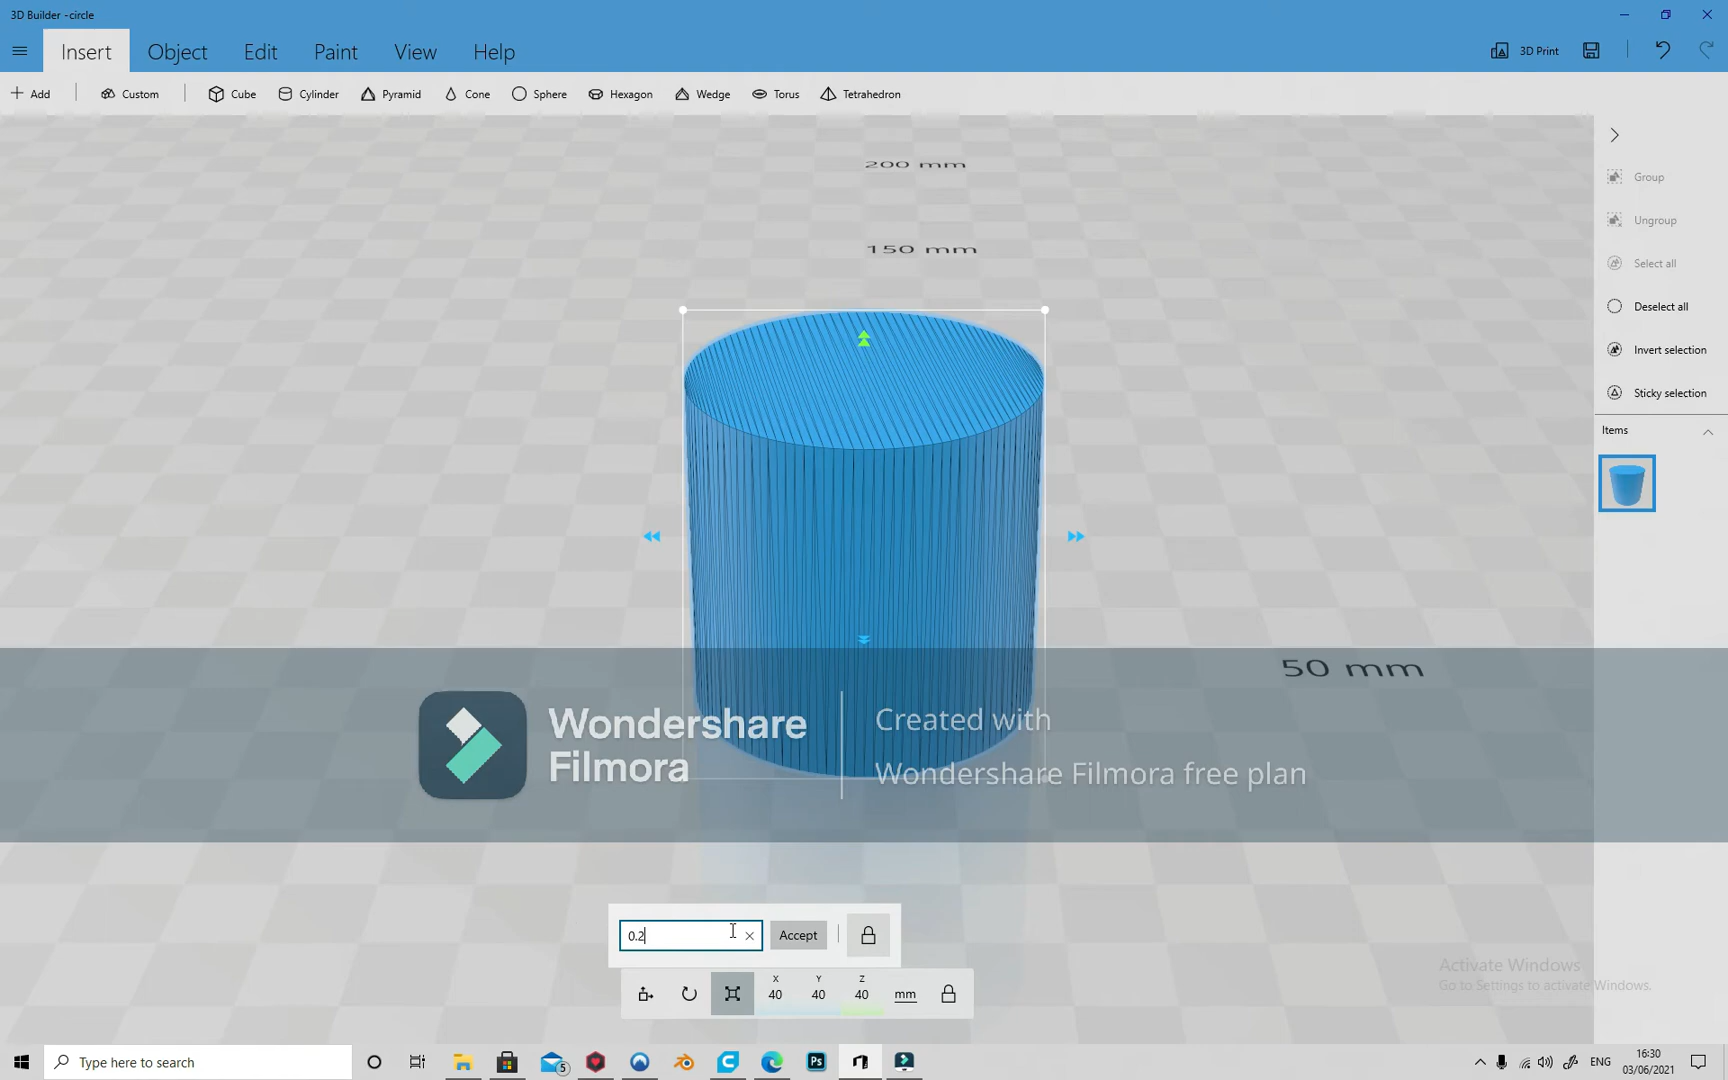 3D Builder -circle
Insert Object Edit Paint View Help
3D Print
Add Custom Cube Cylinder Pyramid Cone Sphere Hexagon Wedge Torus Tetrahedron
200 mm
150 mm
50 mm
Group
Ungroup
Select all
Deselect all
Invert selection
Sticky selection
Items
Wondershare
Filmora
Created with
Wondershare Filmora free plan
0.2
Accept
X Y Z
40 40 40 mm
Activate Windows
Go to Settings to activate Windows.
Type here to search
5
Ps
ENG
16:30
03/06/2021